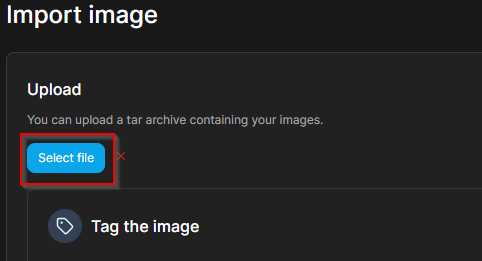 Import image
Upload
You can upload a tar archive containing your images.
Select file
Tag the image